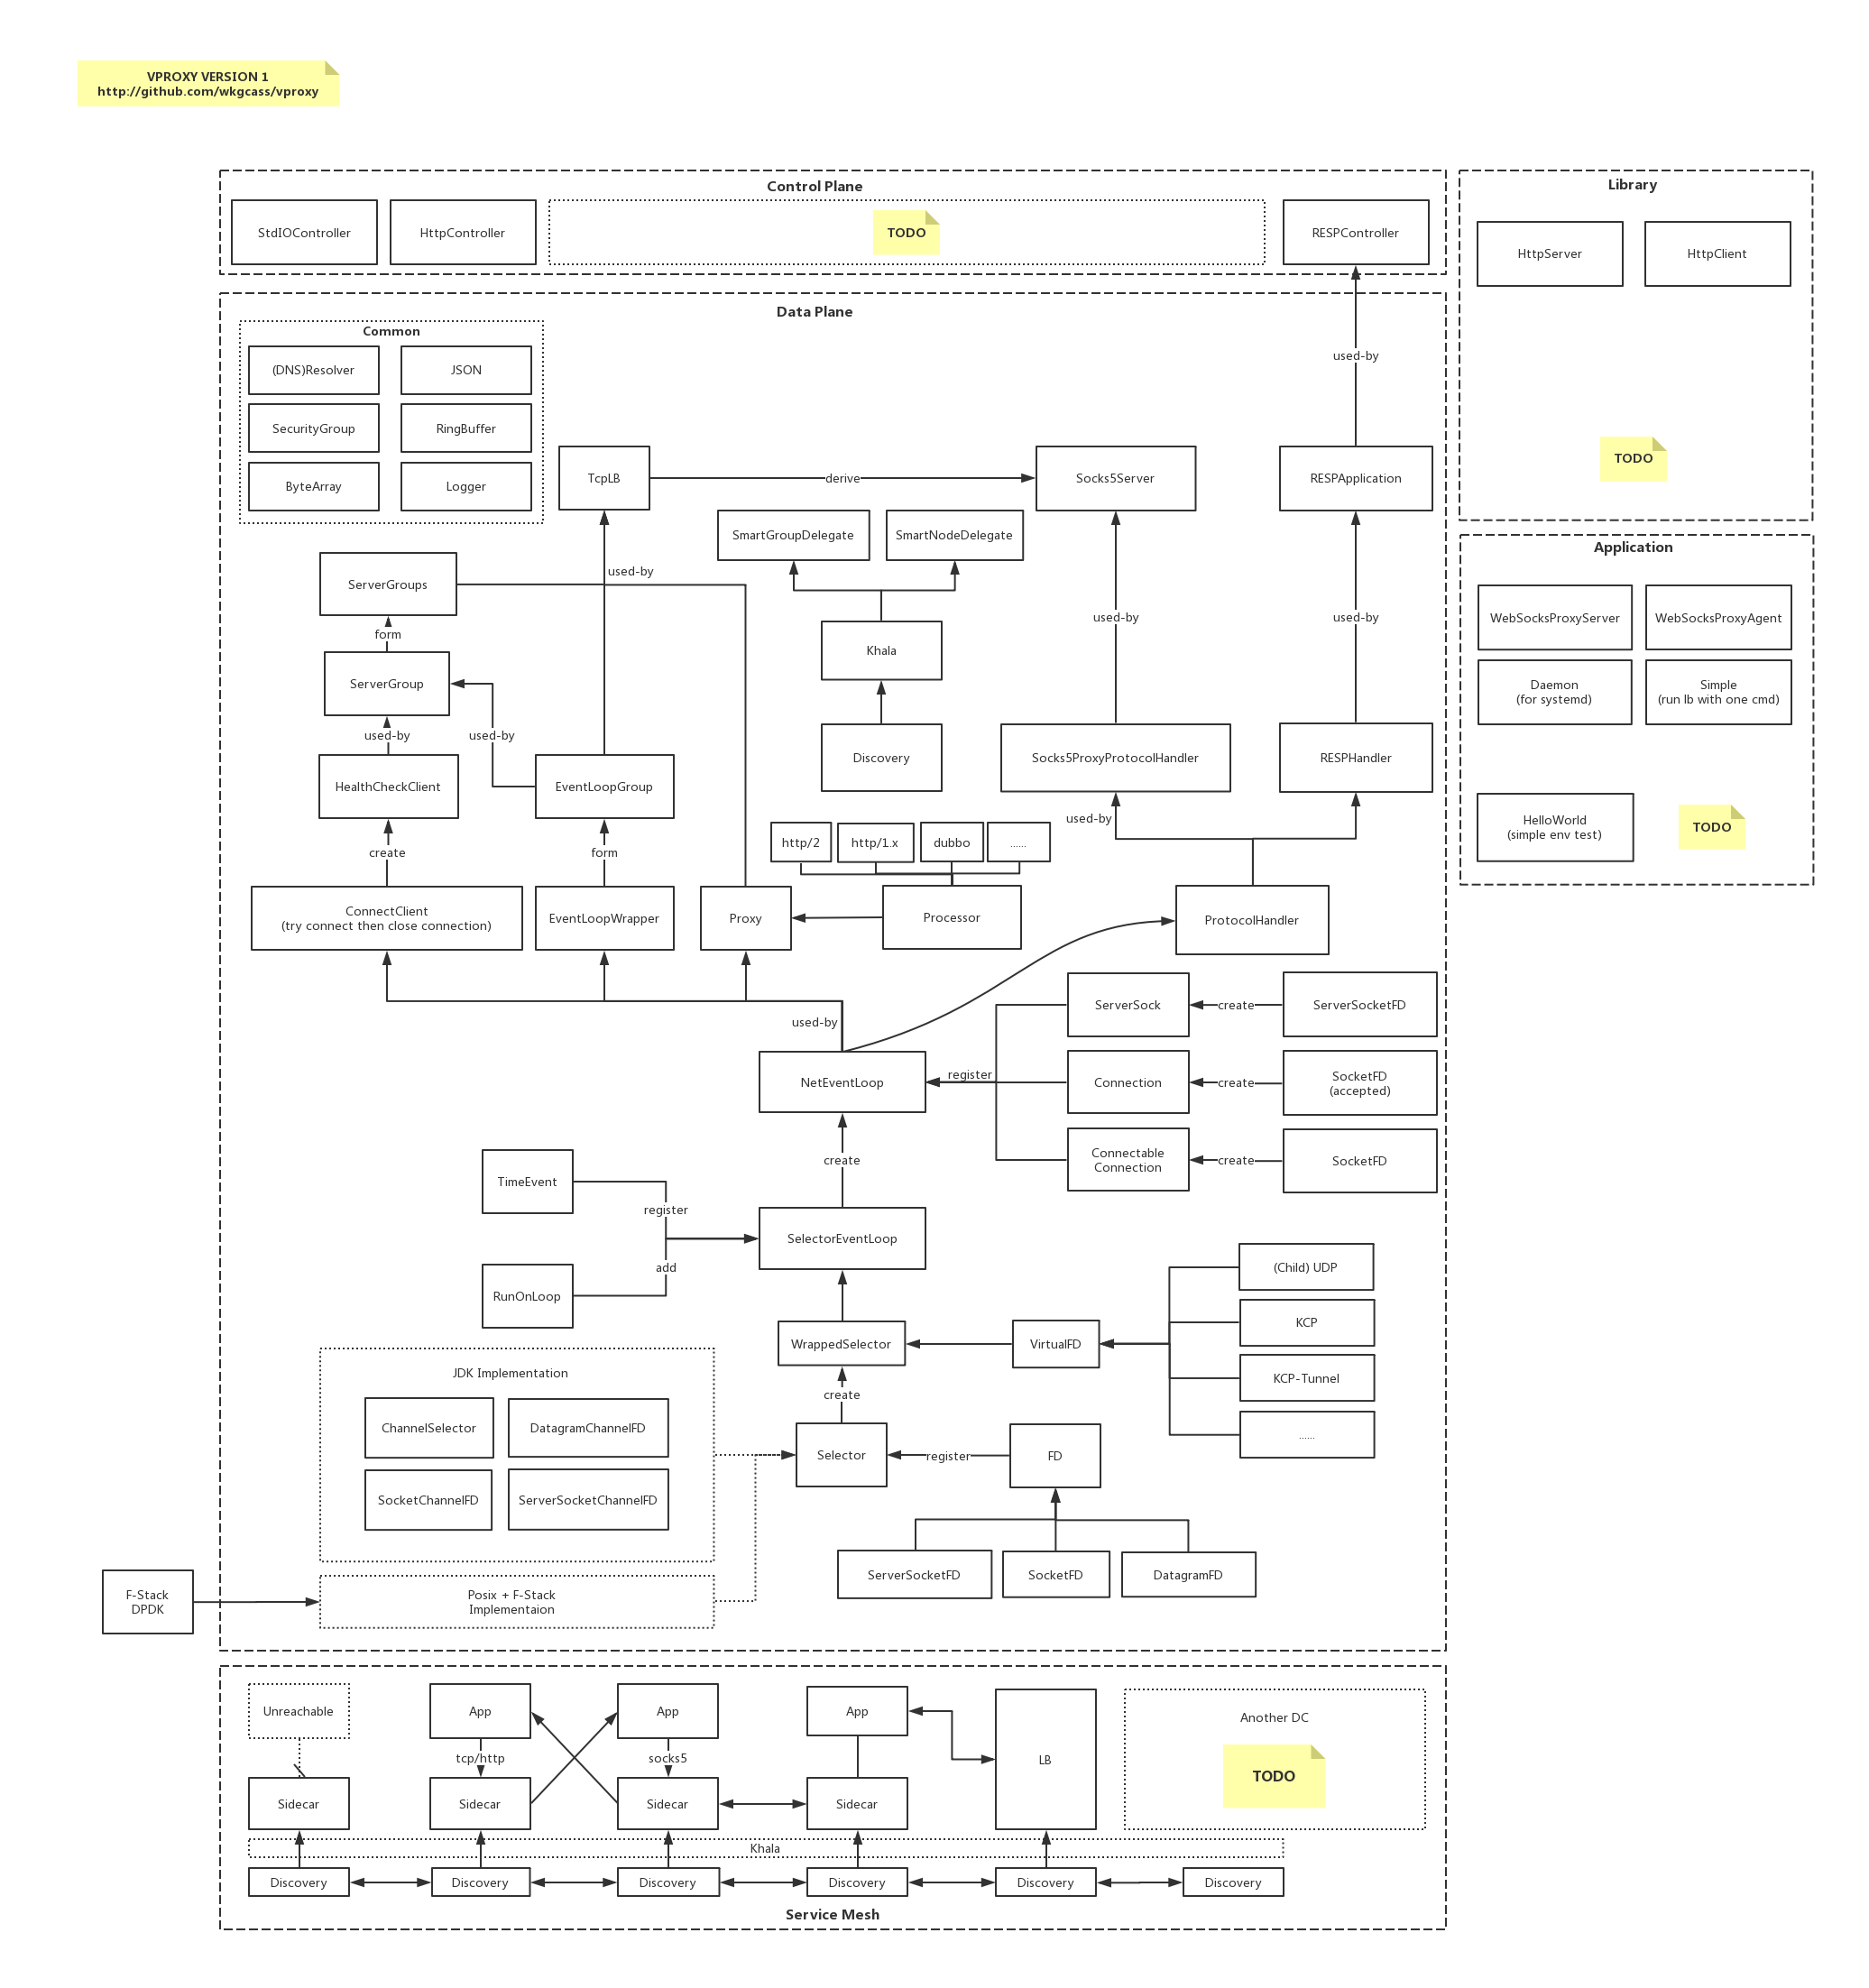 VPROXY VERSION 1
http://github.com/wkgcass/vproxy
Control Plane
StdIOController
HttpController
TODO
RESPController
Library
HttpServer
HttpClient
TODO
Data Plane
Common
(DNS)Resolver
JSON
SecurityGroup
RingBuffer
ByteArray
Logger
used-by
TcpLB
derive
Socks5Server
RESPApplication
SmartGroupDelegate
SmartNodeDelegate
Application
WebSocksProxyServer
WebSocksProxyAgent
Daemon
(for systemd)
Simple
(run lb with one cmd)
HelloWorld
(simple env test)
TODO
ServerGroups
used-by
form
Khala
used-by
used-by
ServerGroup
used-by
used-by
Discovery
Socks5ProxyProtocolHandler
RESPHandler
HealthCheckClient
EventLoopGroup
used-by
create
form
http/2
http/1.x
dubbo
......
ConnectClient
(try connect then close connection)
EventLoopWrapper
Proxy
Processor
ProtocolHandler
used-by
ServerSock
create
ServerSocketFD
NetEventLoop
register
Connection
create
SocketFD
(accepted)
create
Connectable
Connection
create
SocketFD
TimeEvent
register
SelectorEventLoop
add
RunOnLoop
(Child) UDP
KCP
WrappedSelector
VirtualFD
KCP-Tunnel
......
create
JDK Implementation
ChannelSelector
DatagramChannelFD
SocketChannelFD
ServerSocketChannelFD
Selector
register
FD
ServerSocketFD
SocketFD
DatagramFD
F-Stack
DPDK
Posix + F-Stack
Implementaion
Unreachable
App
App
App
LB
Another DC
TODO
tcp/http
socks5
Sidecar
Sidecar
Sidecar
Sidecar
Khala
Discovery
Discovery
Discovery
Discovery
Discovery
Discovery
Service Mesh